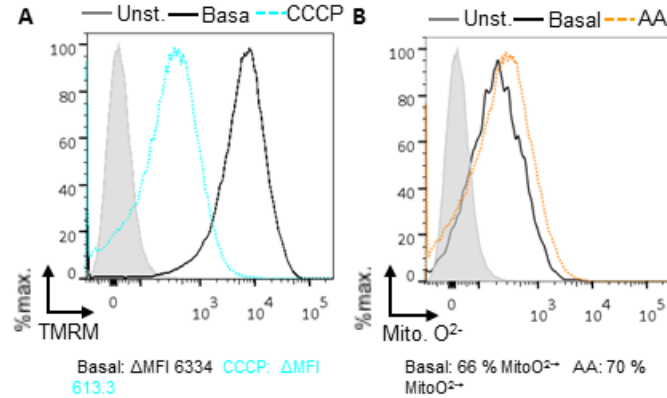 A
Unst. Basa CCCP
100
80
60
40
20
0
0 10³ 10⁴ 10⁵
%max.
TMRM
Basal: ΔMFI 6334 CCCP: ΔMFI
613.3
B
Unst. Basal AA
100
80
60
40
20
0
0 10³ 10⁴ 10⁵
%max.
Mito. O²⁻
Basal: 66 % MitoO²⁻⁺ AA: 70 %
MitoO²⁻⁺